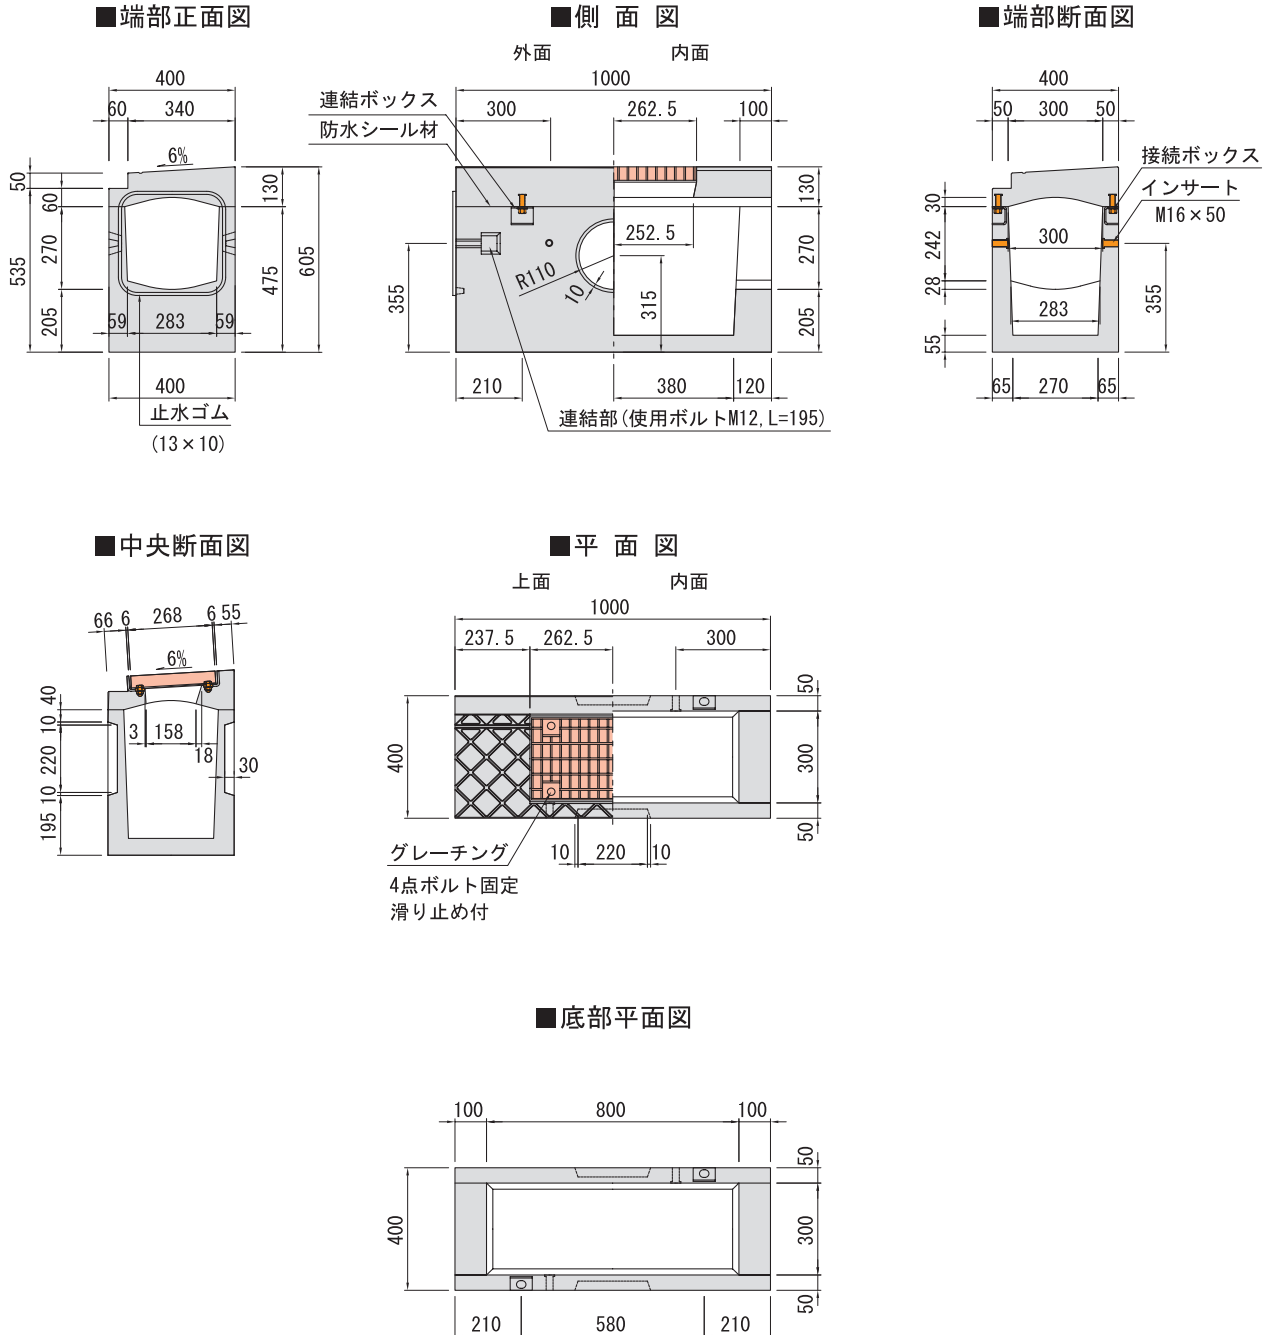 ■端部正面図
400
60 340
6%
50
60
270
205
535
130
475
605
59 283 59
400
止水ゴム
(13×10)
■側 面 図
外面 内面
1000
300 262.5 100
連結ボックス
防水シール材
252.5
R110
10
315
355
130
270
205
210 380 120
連結部(使用ボルトM12, L=195)
■端部断面図
400
50 300 50
接続ボックス
インサート
M16×50
30
242
28
55
300
283
355
65 270 65
■中央断面図
66 6 268 6 55
6%
40
10
220
10
195
3 158
18
30
■平 面 図
上面 内面
1000
237.5 262.5 300
400
50
300
50
10 220 10
グレーチング
4点ボルト固定
滑り止め付
■底部平面図
100 800 100
400
50
300
50
210 580 210